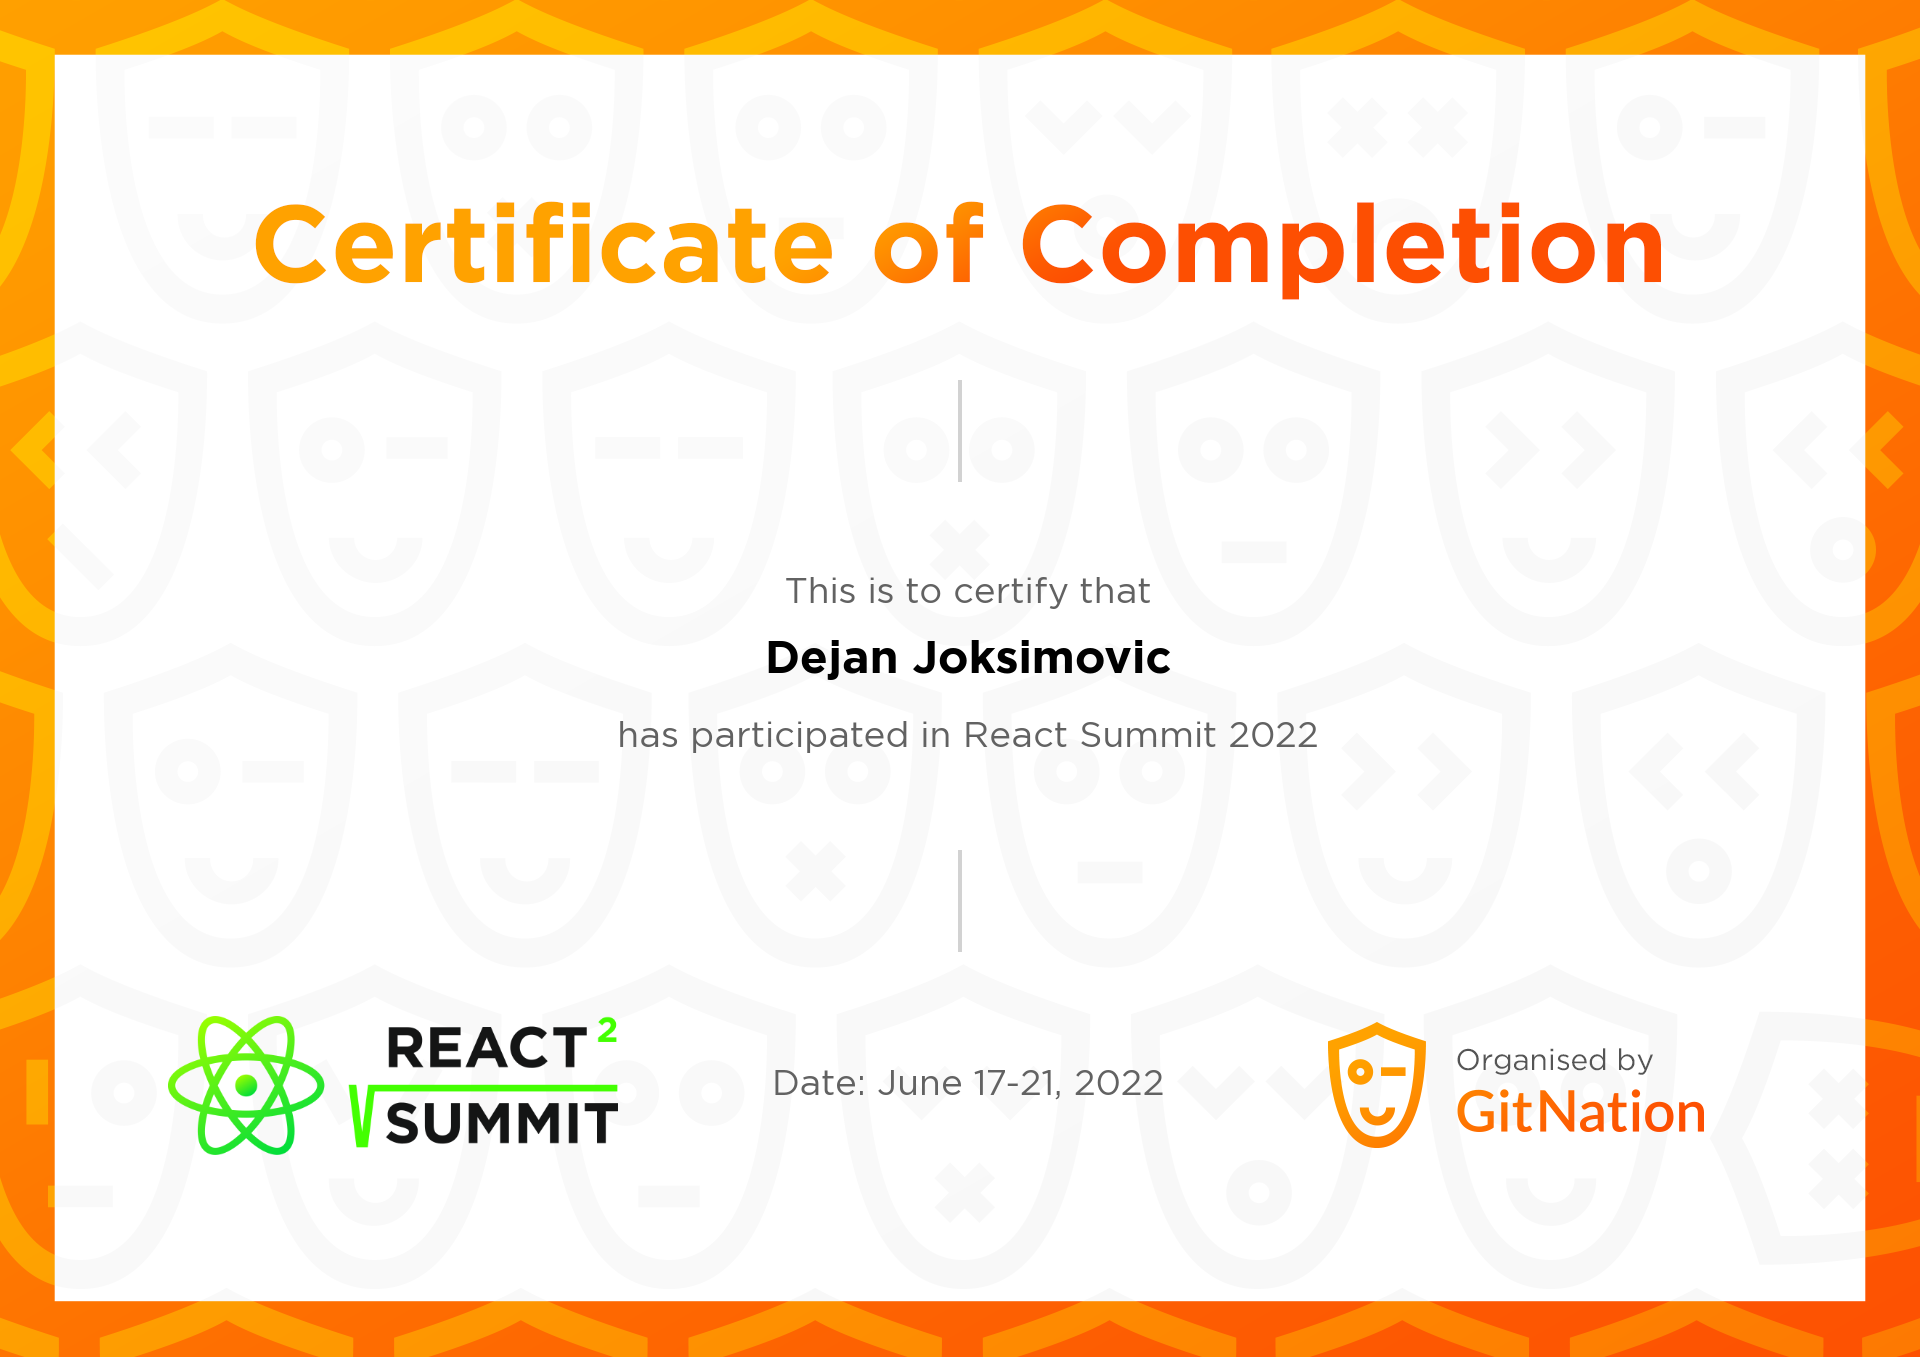 Certificate of Completion
This is to certify that
Dejan Joksimovic
has participated in React Summit 2022
REACT 2
SUMMIT
Date: June 17-21, 2022
Organised by
GitNation